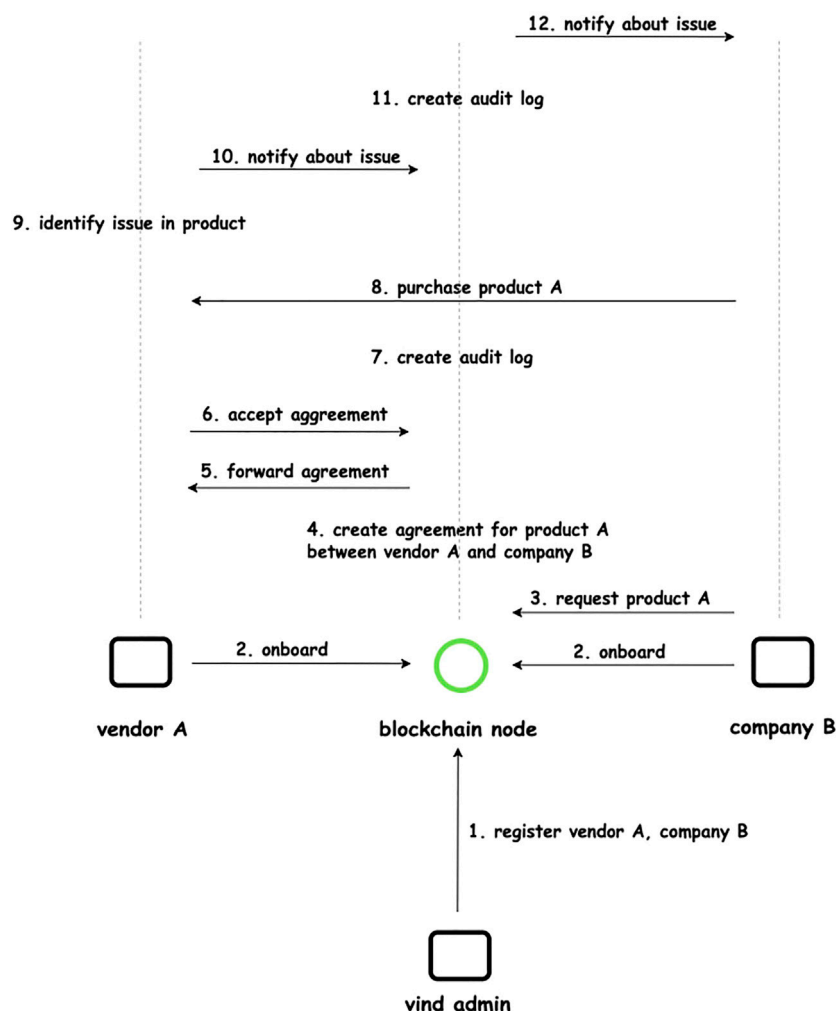 12. notify about issue
11. create audit log
10. notify about issue
9. identify issue in product
8. purchase product A
7. create audit log
6. accept aggreement
5. forward agreement
4. create agreement for product A
between vendor A and company B
3. request product A
2. onboard
2. onboard
vendor A
blockchain node
company B
1. register vendor A, company B
vind admin